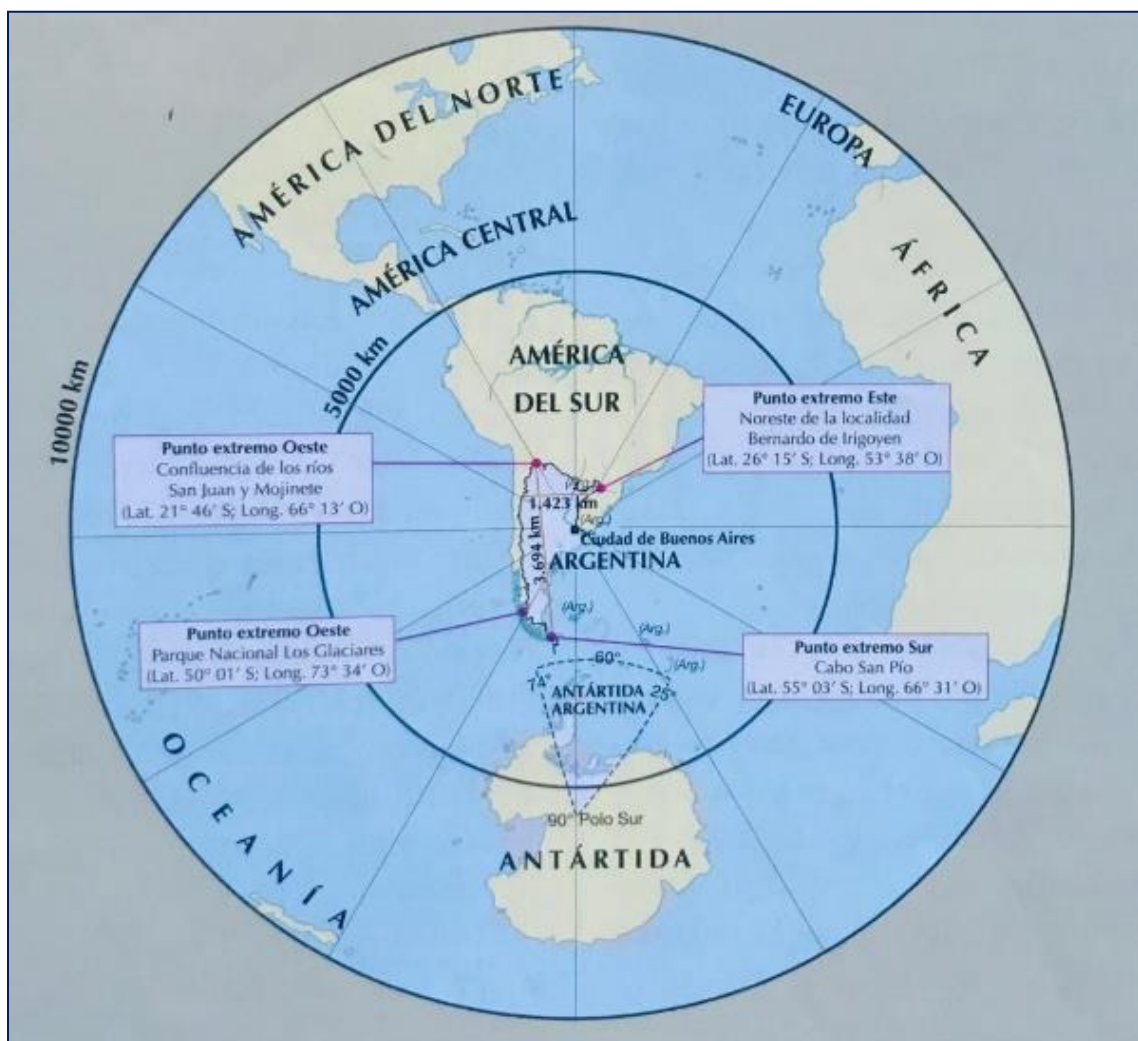 AMÉRICA DEL NORTE
EUROPA
AMÉRICA CENTRAL
ÁFRICA
10000 km
5000 km
AMÉRICA
DEL SUR
Punto extremo Este
Noreste de la localidad
Bernardo de Irigoyen
(Lat. 26° 15′ S; Long. 53° 38′ O)
Punto extremo Oeste
Confluencia de los ríos
San Juan y Mojinete
(Lat. 21° 46′ S; Long. 66° 13′ O)
(Arg.)
1.423 km
(Arg.)
3.694 km
Ciudad de Buenos Aires
ARGENTINA
(Arg.)
(Arg.)
(Arg.)
Punto extremo Oeste
Parque Nacional Los Glaciares
(Lat. 50° 01′ S; Long. 73° 34′ O)
Punto extremo Sur
Cabo San Pío
(Lat. 55° 03′ S; Long. 66° 31′ O)
60°
74°
25°
ANTÁRTIDA
ARGENTINA
OCEANÍA
90° Polo Sur
ANTÁRTIDA